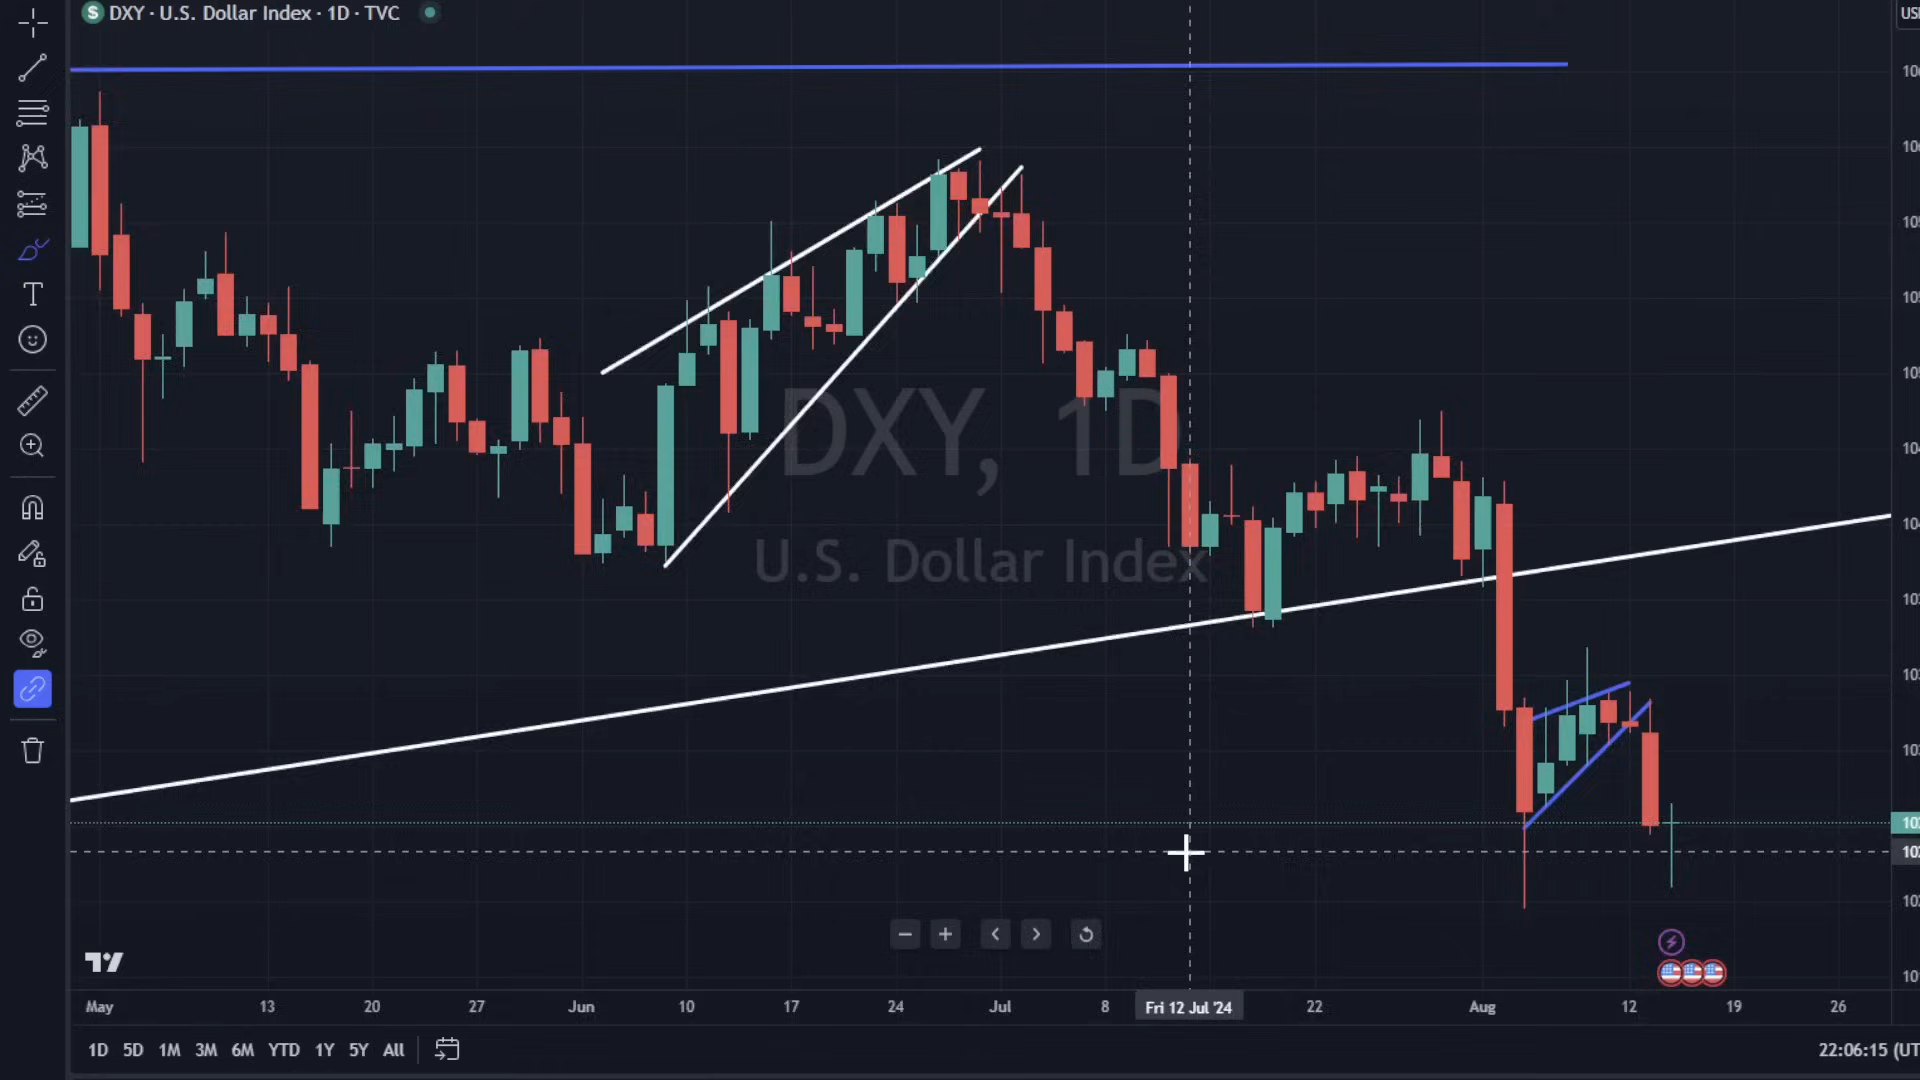 DXY · U.S. Dollar Index · 1D · TVC
DXY, 1D
U.S. Dollar Index
May 13 20 27 Jun 10 17 24 Jul 8 Fri 12 Jul '24 22 Aug 12 19 26
1D 5D 1M 3M 6M YTD 1Y 5Y All
22:06:15 (UT